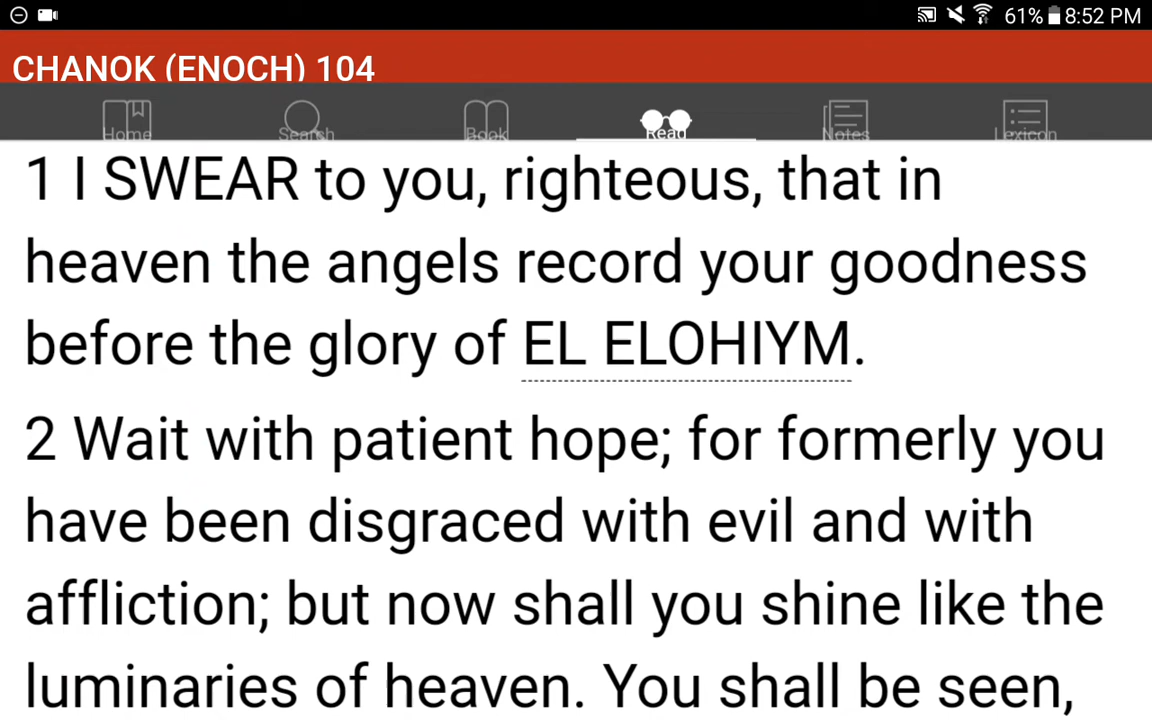 61% 8:52 PM
CHANOK (ENOCH) 104
Home Search Book Read Notes Lexicon
1 I SWEAR to you, righteous, that in
heaven the angels record your goodness
before the glory of EL ELOHIYM.
2 Wait with patient hope; for formerly you
have been disgraced with evil and with
affliction; but now shall you shine like the
luminaries of heaven. You shall be seen,